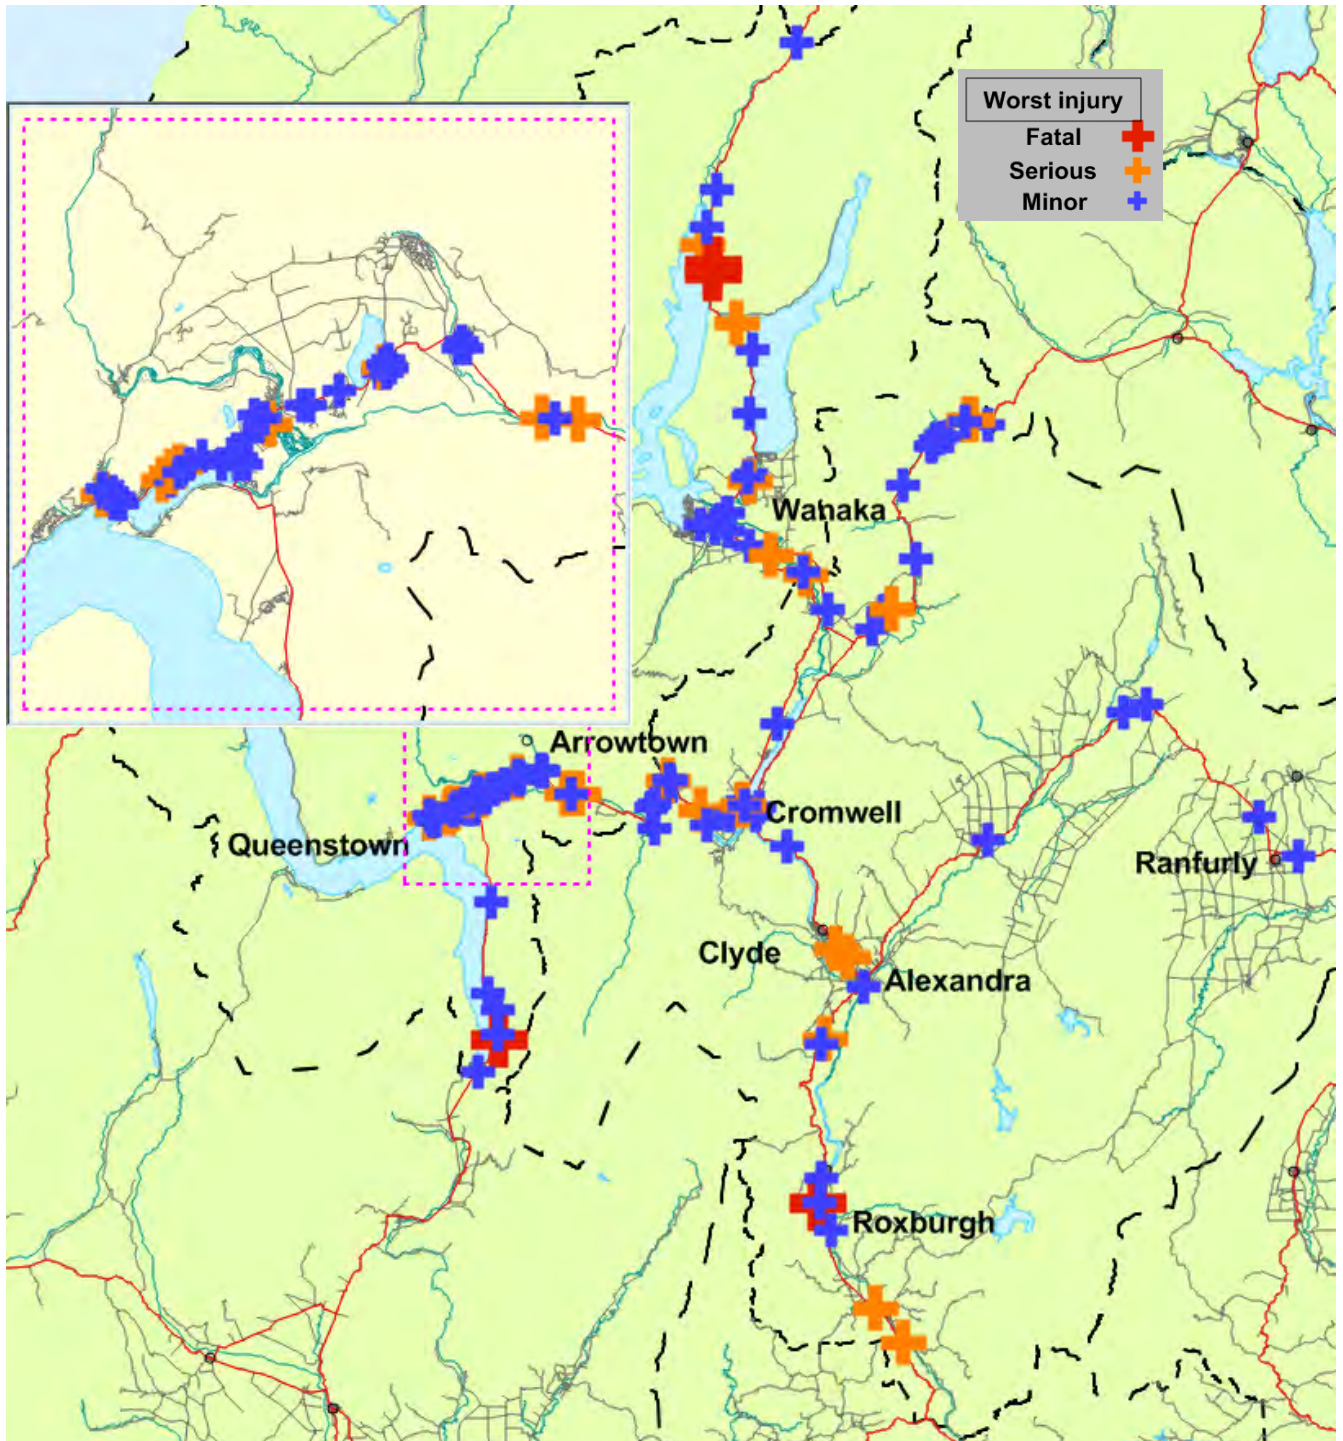 Worst injury
Fatal
Serious
Minor
Wanaka
Arrowtown
Cromwell
Queenstown
Ranfurly
Clyde
Alexandra
Roxburgh